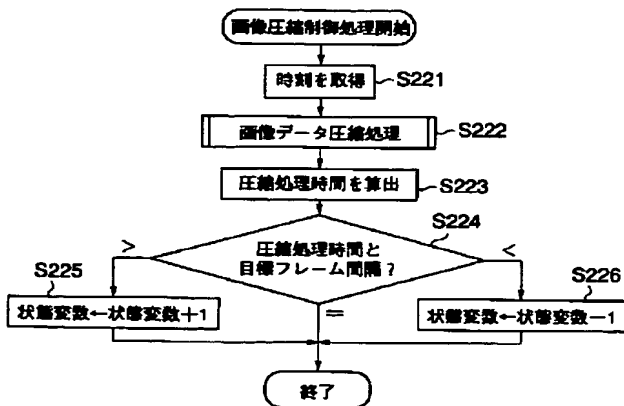 画像圧縮制御処理開始
時刻を取得
S221
画像データ圧縮処理
S222
圧縮処理時間を算出
S223
S224
圧縮処理時間と
目標フレーム間隔？
>
<
=
S225
状態変数←状態変数＋1
S226
状態変数←状態変数－1
終了